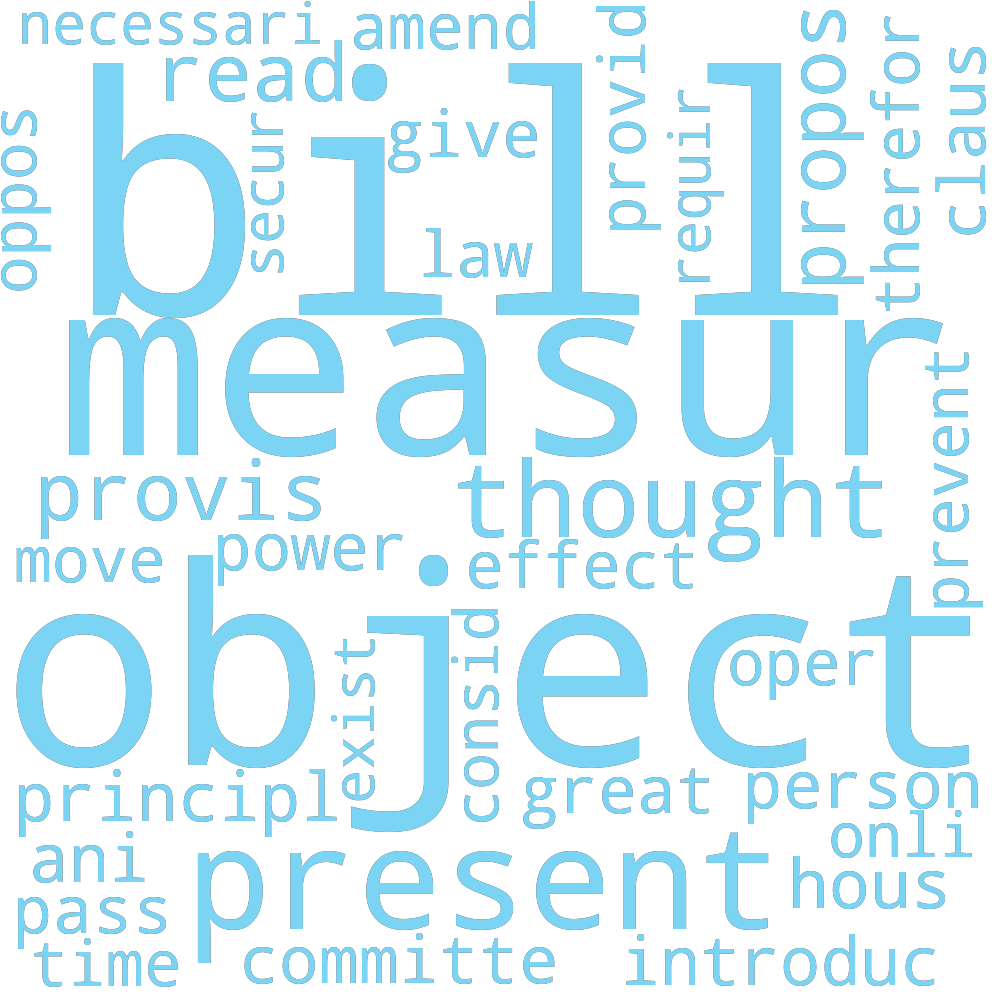 necessari
amend
read
provid
propos
therefor
claus
oppos
bill
secur
give
requir
law
measur
prevent
provis
thought
move
power
effect
object
oper
exist
consid
principl
great
person
ani
present
onli
hous
pass
time
committe
introduc